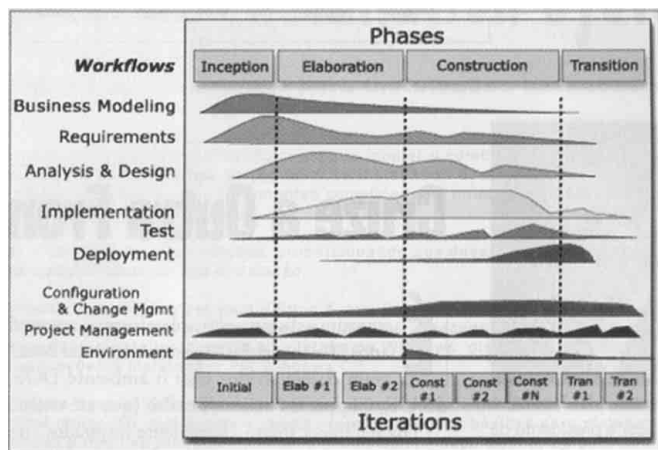 Phases
Workflows Inception Elaboration Construction Transition
Business Modeling
Requirements
Analysis & Design
Implementation
Test
Deployment
Configuration
& Change Mgmt
Project Management
Environment
Initial Elab #1 Elab #2 Const #1 Const #2 Const #N Tran #1 Tran #2
Iterations